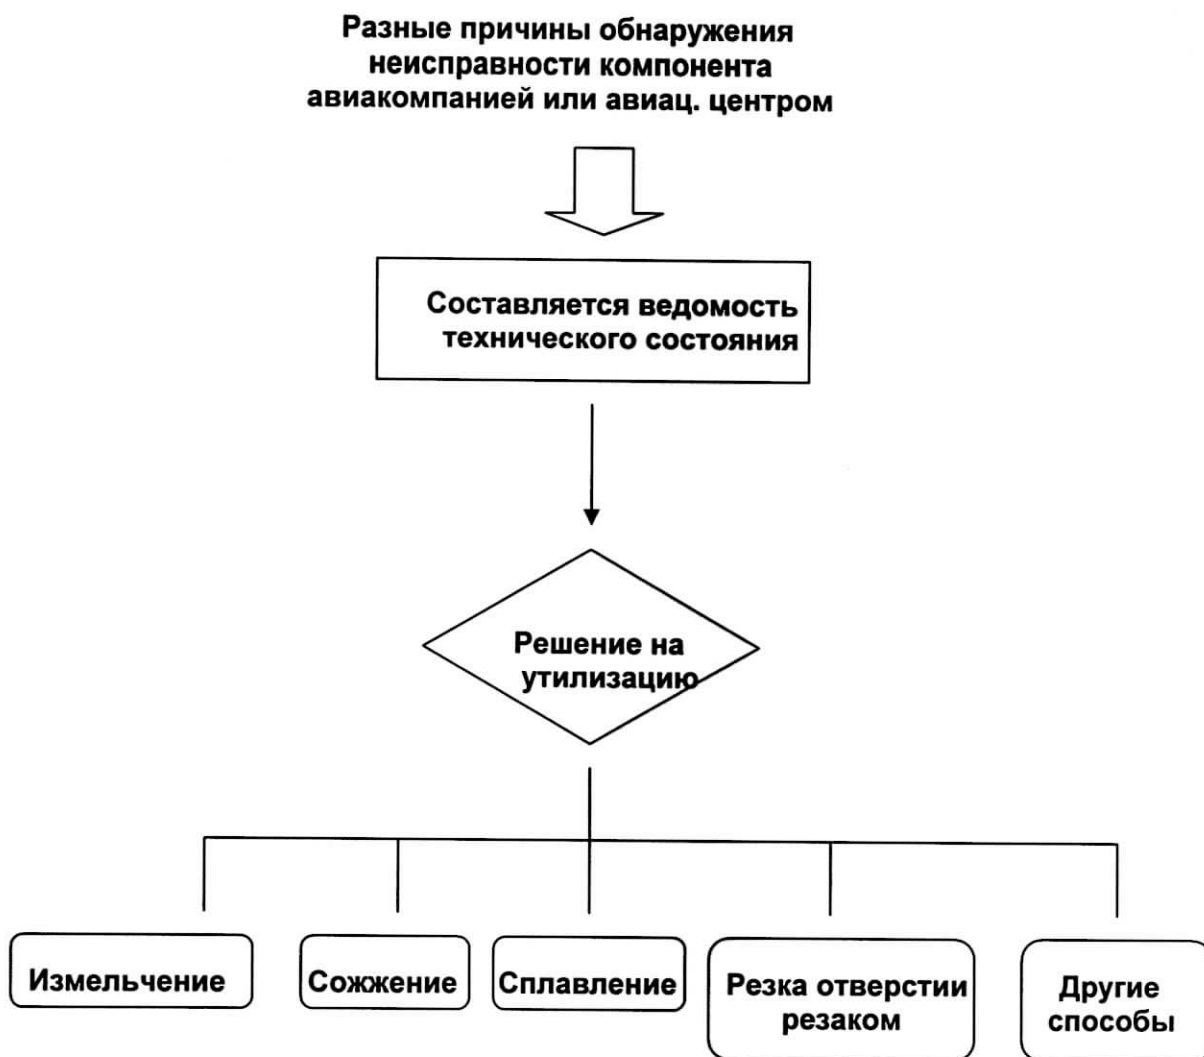 Разные причины обнаружения
неисправности компонента
авиакомпанией или авиац. центром
Составляется ведомость
технического состояния
Решение на
утилизацию
Измельчение
Сожжение
Сплавление
Резка отверстии
резаком
Другие
способы